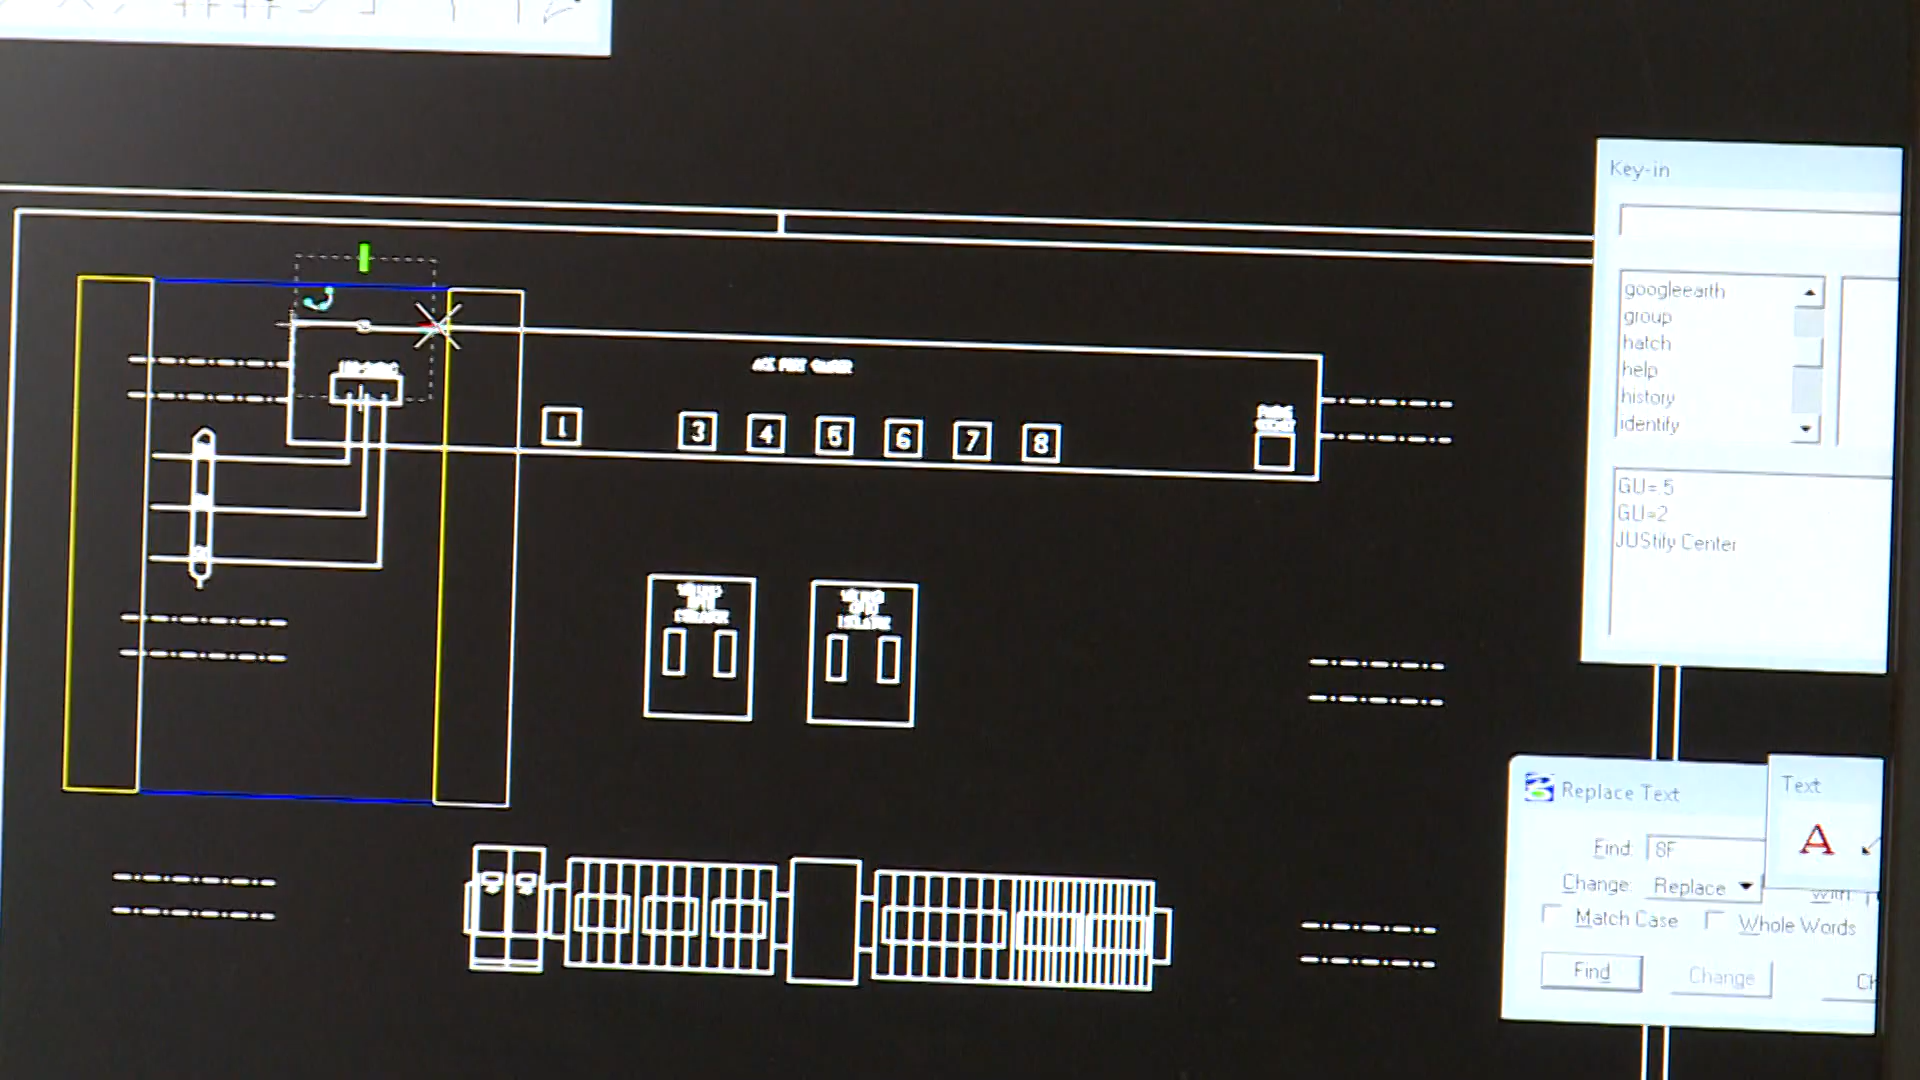 Key-in
googleearth
group
hatch
help
history
identify
GU=.5
GU=2
JUStify Center
1
3
4
5
6
7
8
Replace Text
Text
A
Find: 8F
Change: Replace
With
Match Case
Whole Words
Find
Change